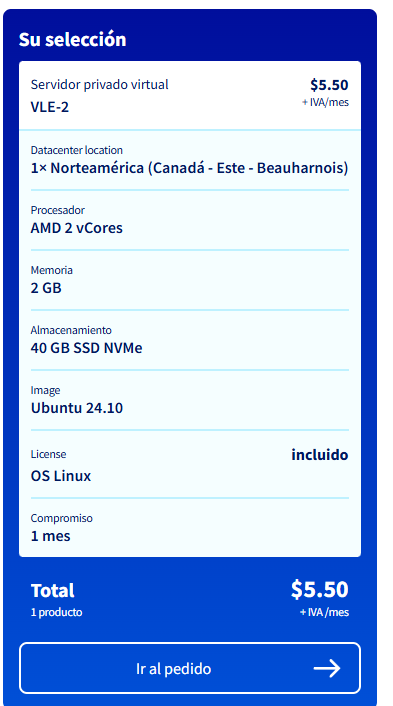 Su selección
Servidor privado virtual
$5.50
VLE-2
+ IVA/mes
Datacenter location
1× Norteamérica (Canadá - Este - Beauharnois)
Procesador
AMD 2 vCores
Memoria
2 GB
Almacenamiento
40 GB SSD NVMe
Image
Ubuntu 24.10
License
incluido
OS Linux
Compromiso
1 mes
Total
$5.50
1 producto
+ IVA /mes
Ir al pedido